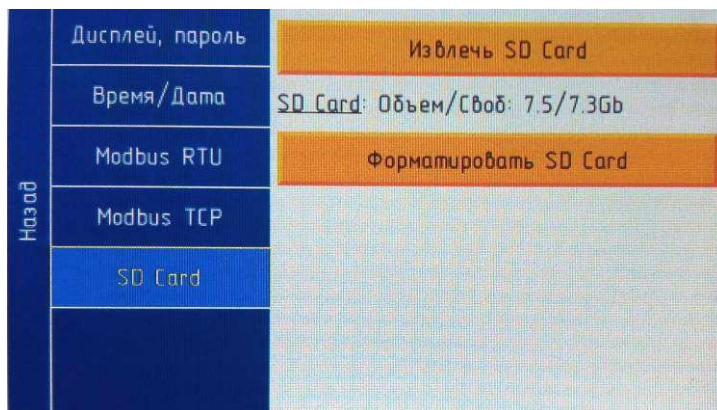 Назад
Дисплей, пароль
Время/Дата
Modbus RTU
Modbus TCP
SD Card
Извлечь SD Card
SD Card: Объем/Своб: 7.5/7.3Gb
Форматировать SD Card